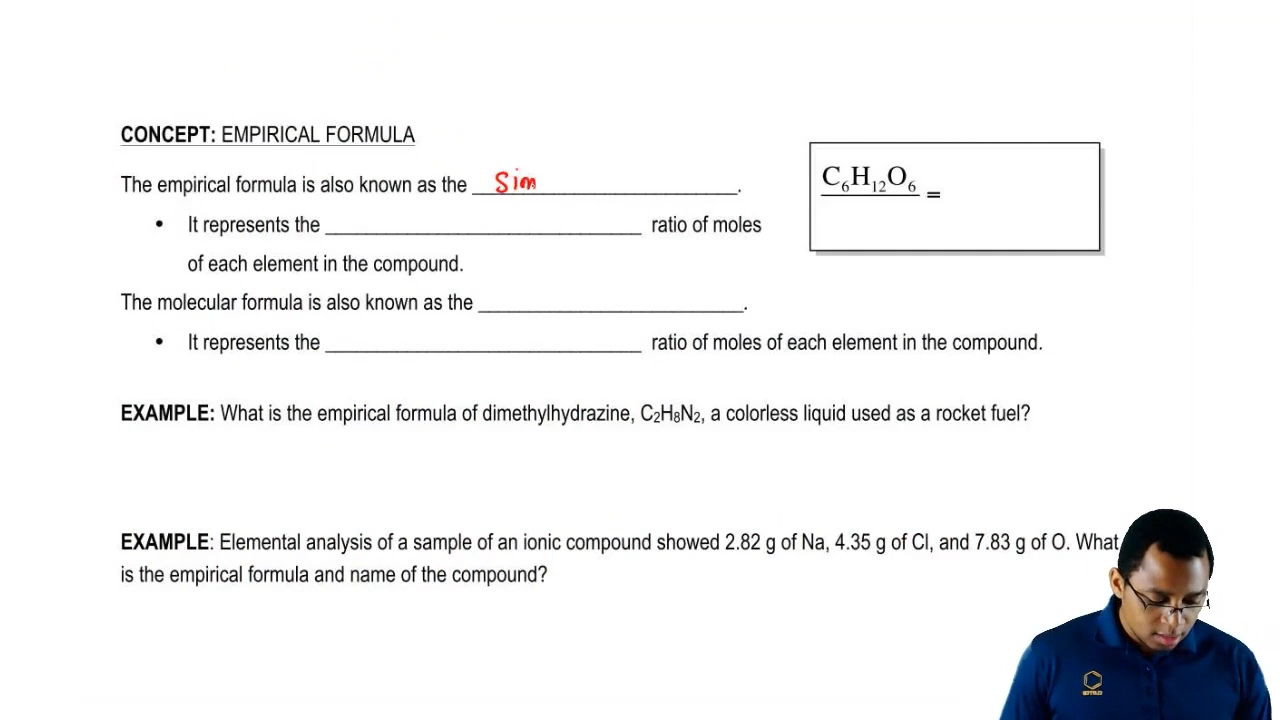 CONCEPT: EMPIRICAL FORMULA
The empirical formula is also known as the Sim.
• It represents the ratio of moles
of each element in the compound.
C₆H₁₂O₆ =
The molecular formula is also known as the .
• It represents the ratio of moles of each element in the compound.
EXAMPLE: What is the empirical formula of dimethylhydrazine, C₂H₈N₂, a colorless liquid used as a rocket fuel?
EXAMPLE: Elemental analysis of a sample of an ionic compound showed 2.82 g of Na, 4.35 g of Cl, and 7.83 g of O. What
is the empirical formula and name of the compound?